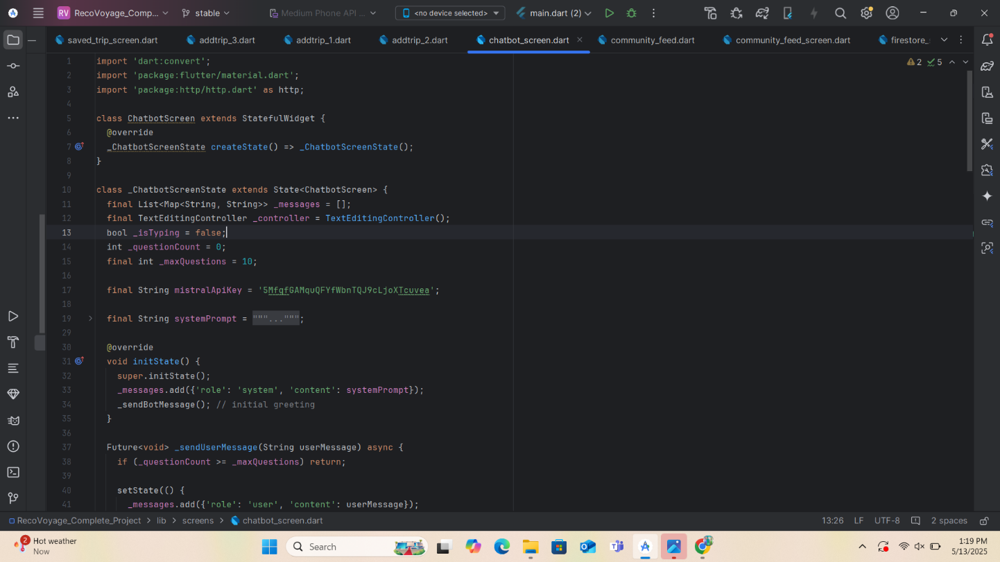 RV RecoVoyage_Comp... stable Medium Phone API ... <no device selected> main.dart (2)
saved_trip_screen.dart addtrip_3.dart addtrip_1.dart addtrip_2.dart chatbot_screen.dart community_feed.dart community_feed_screen.dart firestore_
2 5
1 import 'dart:convert';
2 import 'package:flutter/material.dart';
3 import 'package:http/http.dart' as http;
4
5 class ChatbotScreen extends StatefulWidget {
6 @override
7 _ChatbotScreenState createState() => _ChatbotScreenState();
8 }
9
10 class _ChatbotScreenState extends State<ChatbotScreen> {
11 final List<Map<String, String>> _messages = [];
12 final TextEditingController _controller = TextEditingController();
13 bool _isTyping = false;
14 int _questionCount = 0;
15 final int _maxQuestions = 10;
16
17 final String mistralApiKey = '5MfqfGAMquQFYfWbnTQJ9cLjoXTcuvea';
18
19 final String systemPrompt = """...""";
29
30 @override
31 void initState() {
32 super.initState();
33 _messages.add({'role': 'system', 'content': systemPrompt});
34 _sendBotMessage(); // initial greeting
35 }
36
37 Future<void> _sendUserMessage(String userMessage) async {
38 if (_questionCount >= _maxQuestions) return;
39
40 setState(() {
41 _messages.add({'role': 'user', 'content': userMessage});
RecoVoyage_Complete_Project > lib > screens > chatbot_screen.dart 13:26 LF UTF-8 2 spaces
2 Hot weather
Now
Search
1:19 PM
5/13/2025